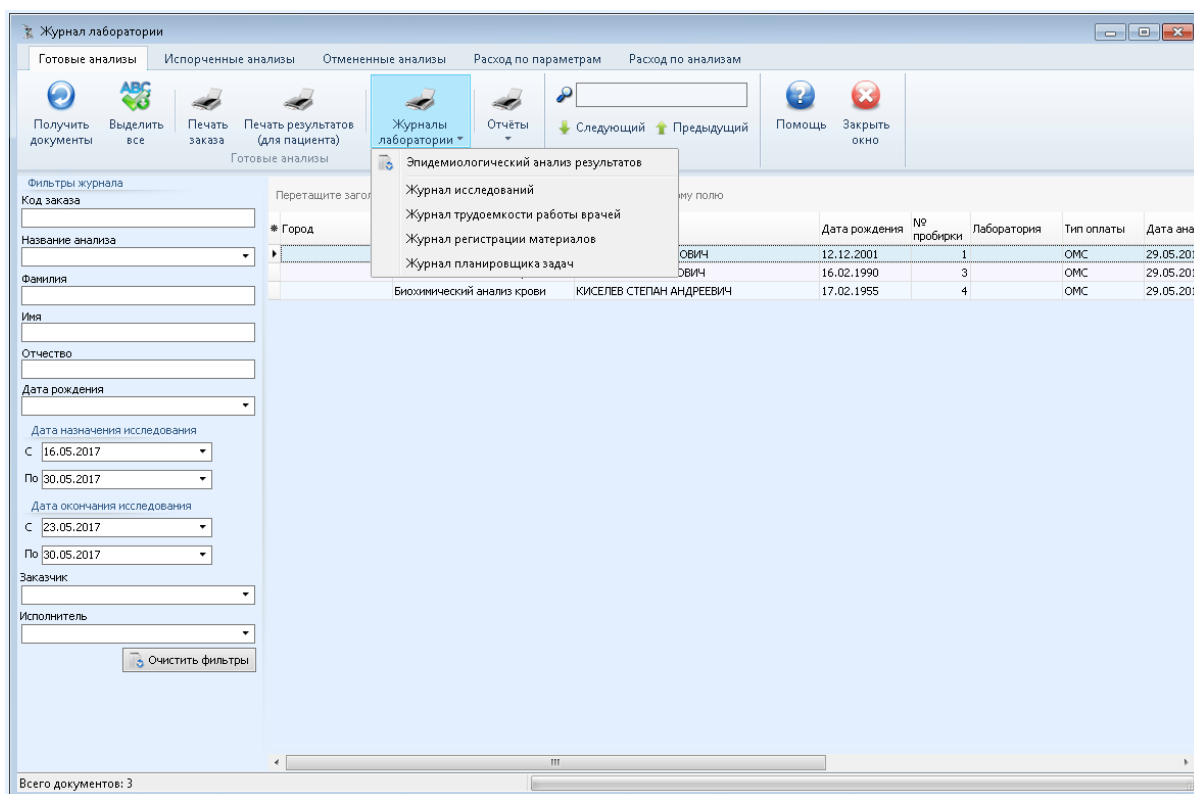 Журнал лаборатории
Готовые анализы Испорченные анализы Отмененные анализы Расход по параметрам Расход по анализам
Получить документы
Выделить все
Печать заказа
Печать результатов (для пациента)
Журналы лаборатории
Отчёты
Следующий Предыдущий
Помощь
Закрыть окно
Готовые анализы
Эпидемиологический анализ результатов
Журнал исследований
Журнал трудоемкости работы врачей
Журнал регистрации материалов
Журнал планировщика задач
Фильтры журнала
Код заказа
Название анализа
Фамилия
Имя
Отчество
Дата рождения
Дата назначения исследования
С 16.05.2017
По 30.05.2017
Дата окончания исследования
С 23.05.2017
По 30.05.2017
Заказчик
Исполнитель
Очистить фильтры
Перетащите заго му полю
Город Дата рождения № пробирки Лаборатория Тип оплаты Дата ана
ОВИЧ 12.12.2001 1 ОМС 29.05.201
ОВИЧ 16.02.1990 3 ОМС 29.05.201
Биохимический анализ крови КИСЕЛЕВ СТЕПАН АНДРЕЕВИЧ 17.02.1955 4 ОМС 29.05.201
Всего документов: 3